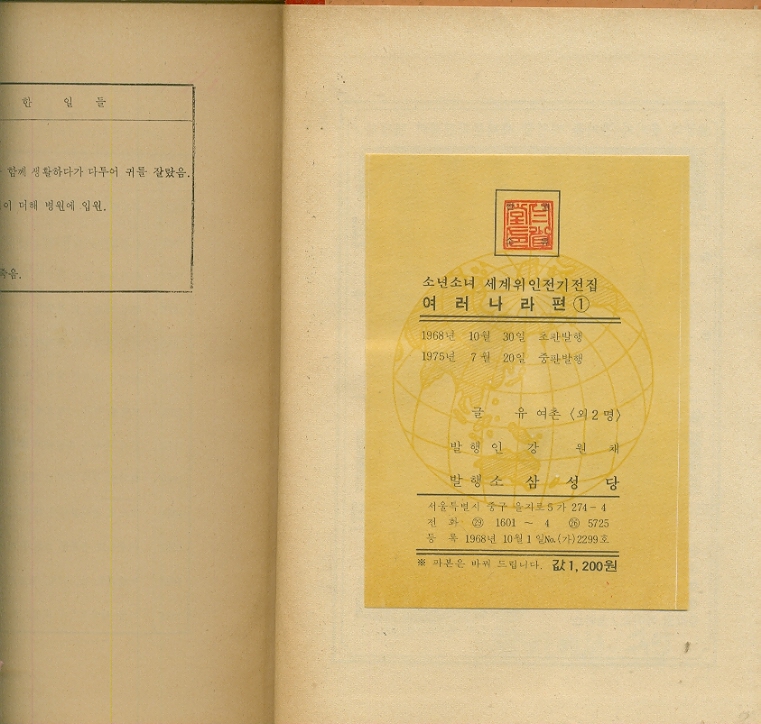 한 일 들
함께 생활하다가 다투어 귀를 잘랐음.
이 더해 병원에 입원.
소년소녀 세계위인전기전집
여러나라편①
1968년 10월 30일 초판발행
1975년 7월 20일 중판발행
글 유여촌 〈외2명〉
발행인 강원채
발행소 삼성당
서울특별시 중구 을지로5가 274-4
전화 ㉙ 1601 ~ 4 ㉖ 5725
등록 1968년 10월 1일No.(가)2299호
※ 파본은 바꿔 드립니다. 값1,200원